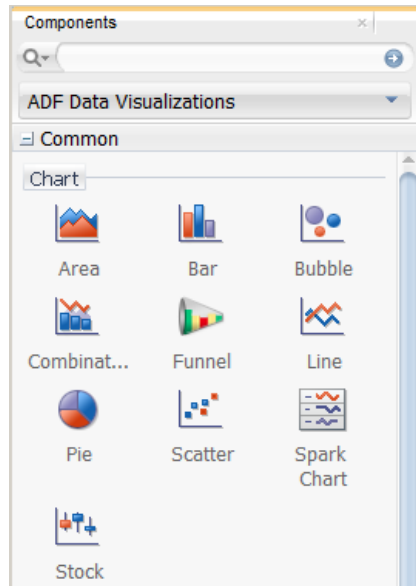 Components
ADF Data Visualizations
Common
Chart
Area
Bar
Bubble
Combinat...
Funnel
Line
Pie
Scatter
Spark
Chart
Stock